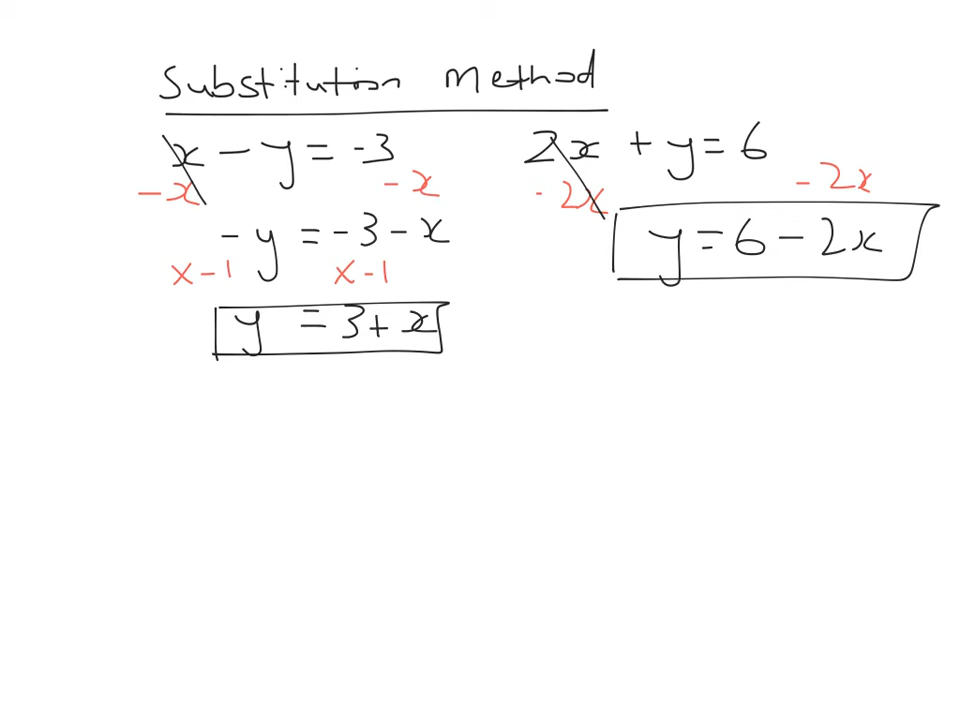 Substitution Method
x - y = -3
2x + y = 6
-x
-x
-2x
-2x
-y = -3 - x
y = 6 - 2x
x-1
x-1
y = 3 + x